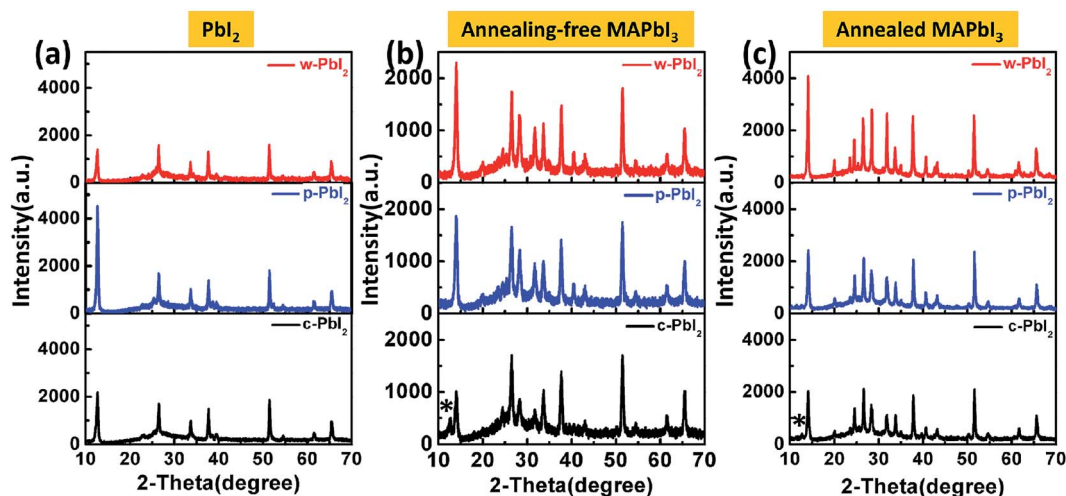 PbI2
Annealing-free MAPbI3
Annealed MAPbI3
(a)
w-PbI2
4000
2000
0
p-PbI2
4000
2000
0
c-PbI2
4000
2000
0
Intensity(a.u.)
10 20 30 40 50 60 70
2-Theta(degree)
(b)
w-PbI2
2000
1000
0
p-PbI2
2000
1000
0
c-PbI2
2000
1000
*
0
Intensity(a.u.)
10 20 30 40 50 60 70
2-Theta(degree)
(c)
w-PbI2
4000
2000
0
p-PbI2
4000
2000
0
c-PbI2
4000
2000
*
0
Intensity(a.u.)
10 20 30 40 50 60 70
2-Theta(degree)